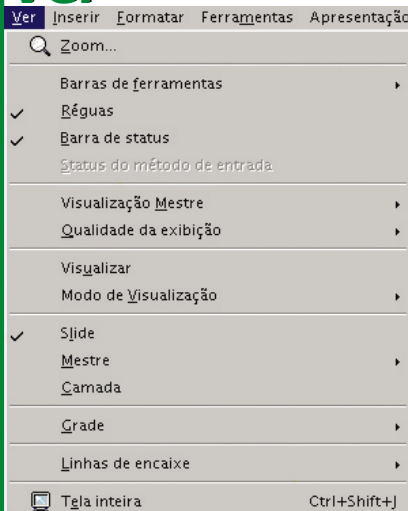 Ver Inserir Formatar Ferramentas Apresentação
Zoom...
Barras de ferramentas
Réguas
Barra de status
Status do método de entrada
Visualização Mestre
Qualidade da exibição
Visualizar
Modo de Visualização
Slide
Mestre
Camada
Grade
Linhas de encaixe
Tela inteira Ctrl+Shift+J